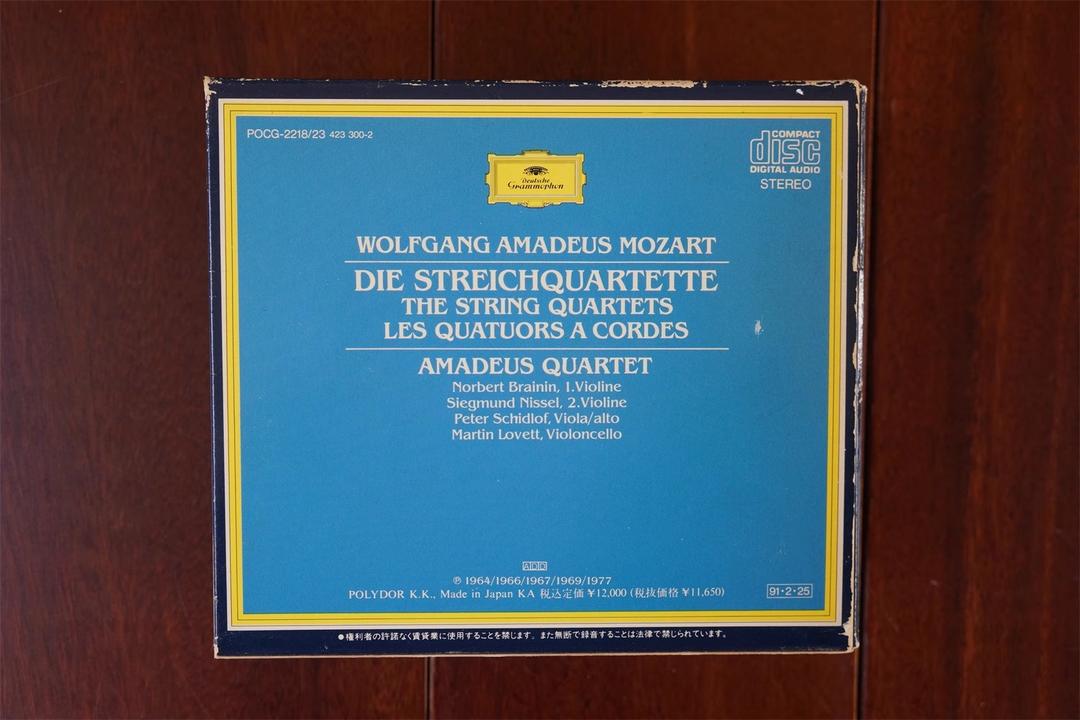 POCG-2218/23 423 300-2
COMPACT
disc
DIGITAL AUDIO
STEREO
Deutsche
Grammophon
WOLFGANG AMADEUS MOZART
DIE STREICHQUARTETTE
THE STRING QUARTETS
LES QUATUORS A CORDES
AMADEUS QUARTET
Norbert Brainin, 1.Violine
Siegmund Nissel, 2.Violine
Peter Schidlof, Viola/alto
Martin Lovett, Violoncello
ADD
℗ 1964/1966/1967/1969/1977
POLYDOR K.K., Made in Japan KA 税込定価 ¥12,000 (税抜価格 ¥11,650)
91·2·25
●権利者の許諾なく賃貸業に使用することを禁じます。また無断で録音することは法律で禁じられています。